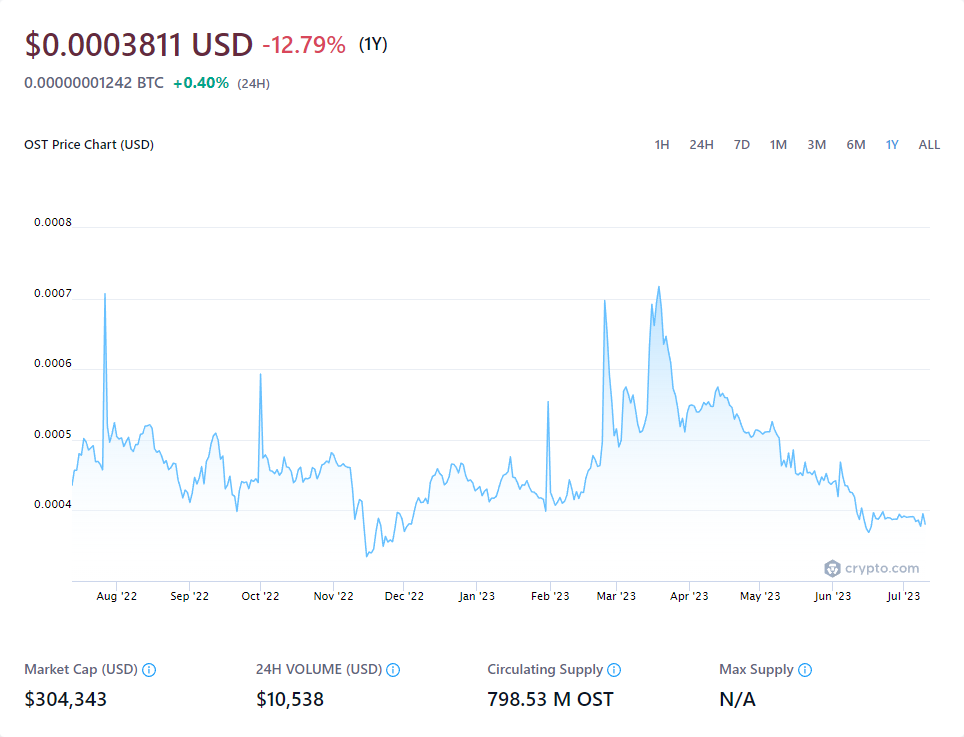 $0.0003811 USD -12.79% (1Y)
0.00000001242 BTC +0.40% (24H)
OST Price Chart (USD) 1H 24H 7D 1M 3M 6M 1Y ALL
0.0008
0.0007
0.0006
0.0005
0.0004
crypto.com
Aug '22 Sep '22 Oct '22 Nov '22 Dec '22 Jan '23 Feb '23 Mar '23 Apr '23 May '23 Jun '23 Jul '23
Market Cap (USD) 24H VOLUME (USD) Circulating Supply Max Supply
$304,343 $10,538 798.53 M OST N/A